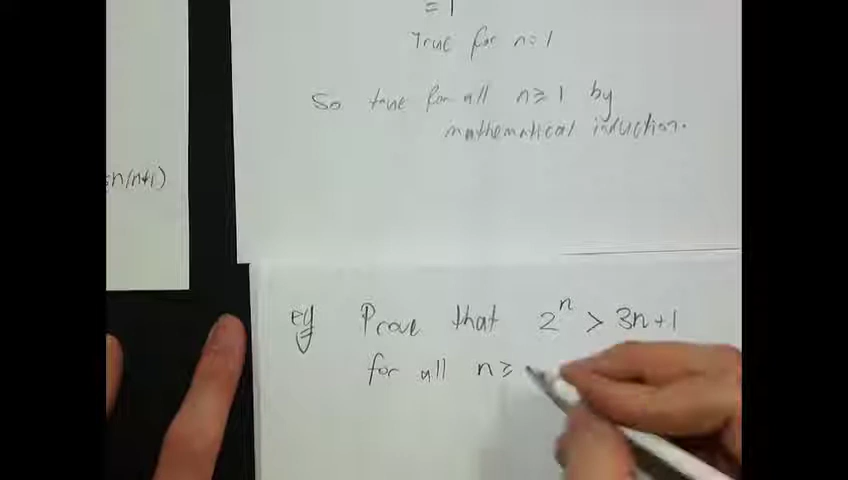 = 1
True for n=1
So true for all n ≥ 1 by
mathematical induction.
n(n+1)
eg Prove that 2ⁿ > 3n+1
for all n ≥